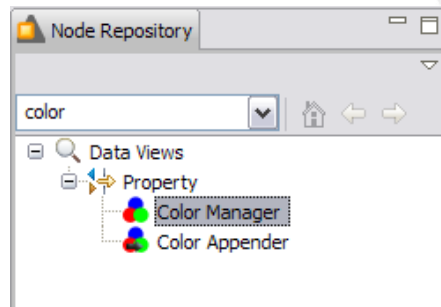 Node Repository
color
Data Views
Property
Color Manager
Color Appender